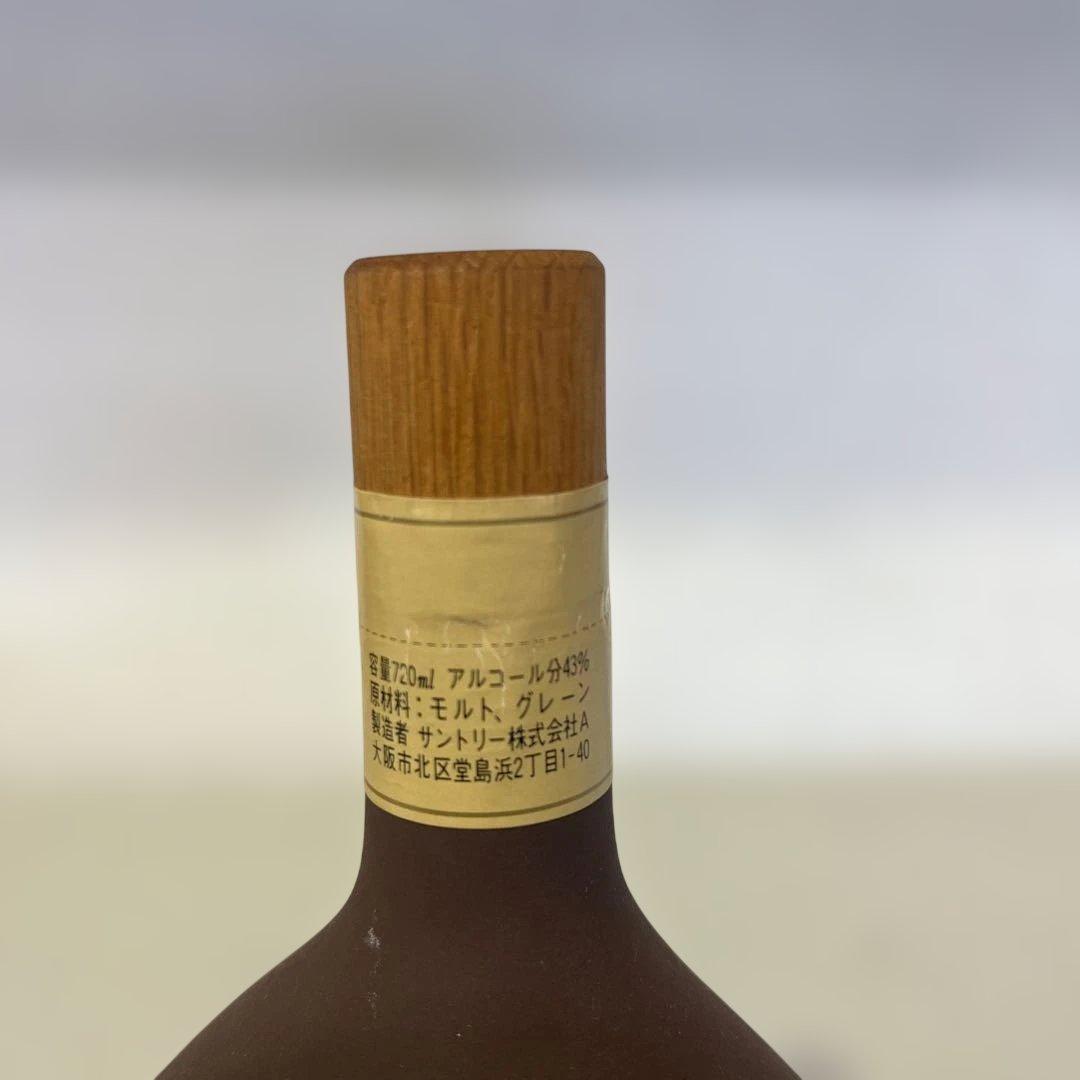 容量720ml アルコール分43%
原材料：モルト、グレーン
製造者 サントリー株式会社A
大阪市北区堂島浜2丁目1-40